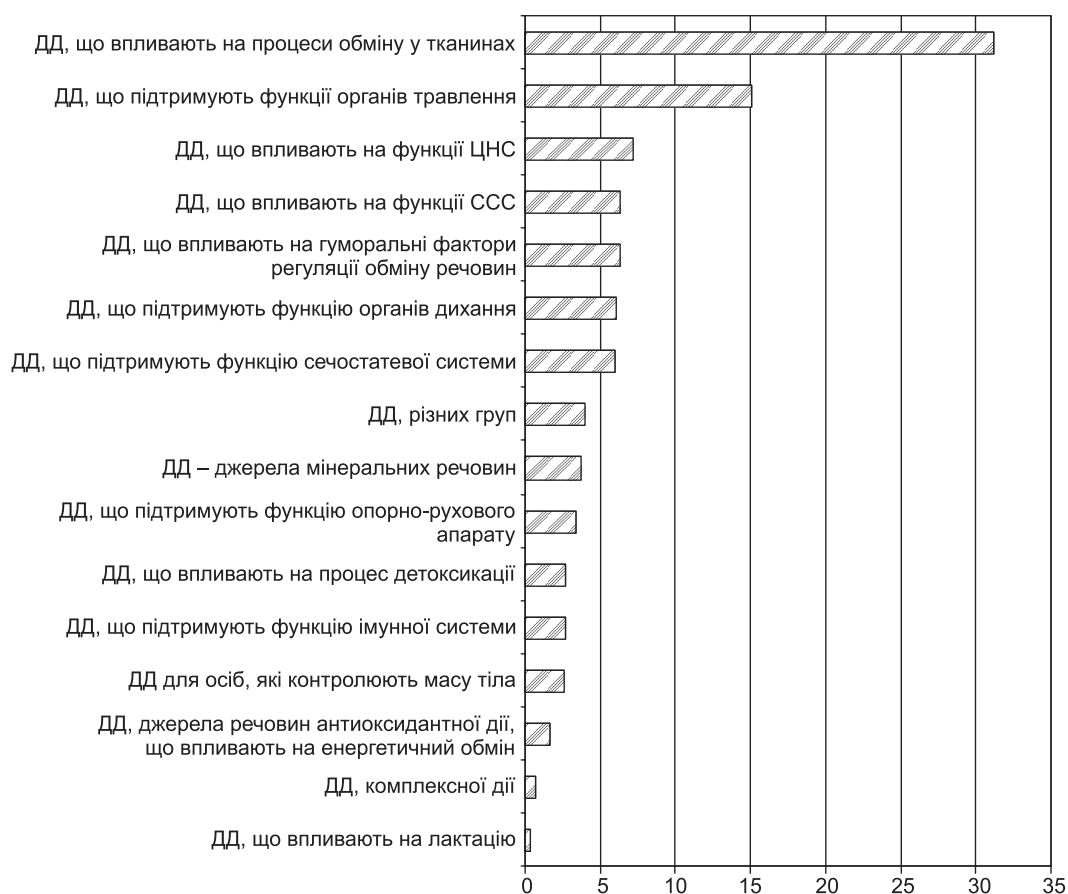 ДД, що впливають на процеси обміну у тканинах
ДД, що підтримують функції органів травлення
ДД, що впливають на функції ЦНС
ДД, що впливають на функції ССС
ДД, що впливають на гуморальні фактори
регуляції обміну речовин
ДД, що підтримують функцію органів дихання
ДД, що підтримують функцію сечостатевої системи
ДД, різних груп
ДД – джерела мінеральних речовин
ДД, що підтримують функцію опорно-рухового
апарату
ДД, що впливають на процес детоксикації
ДД, що підтримують функцію імунної системи
ДД для осіб, які контролюють масу тіла
ДД, джерела речовин антиоксидантної дії,
що впливають на енергетичний обмін
ДД, комплексної дії
ДД, що впливають на лактацію
0 5 10 15 20 25 30 35